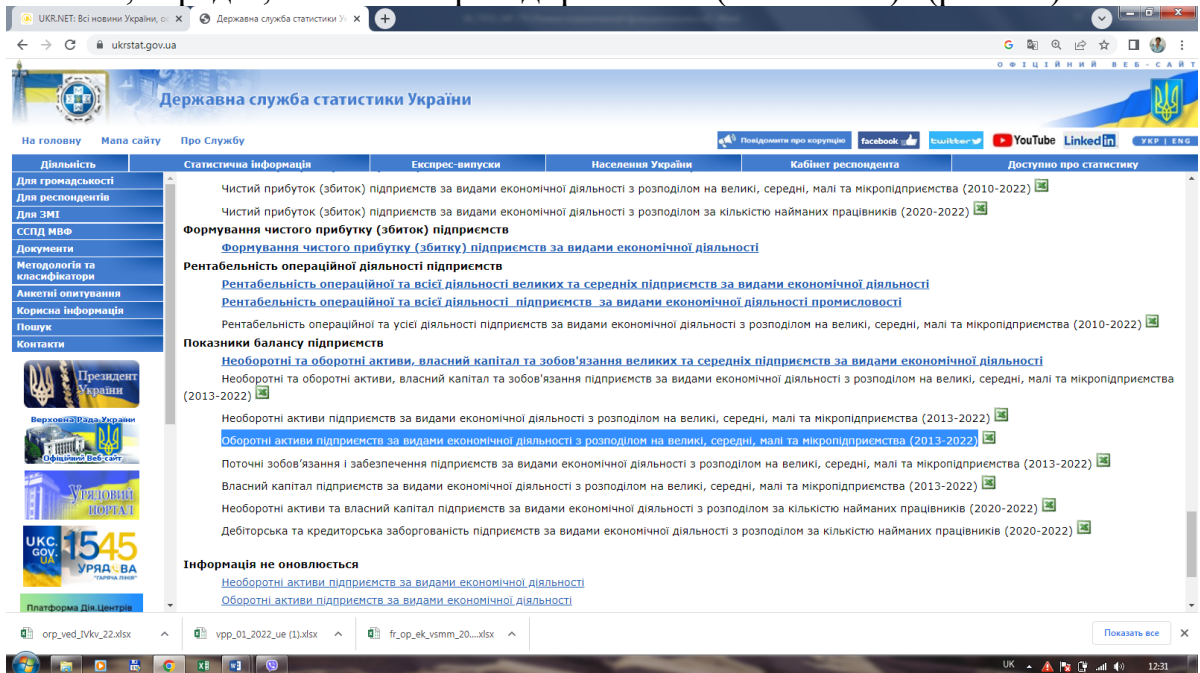 UKR.NET: Всі новини України, ос
Державна служба статистики Ук
ukrstat.gov.ua
ОФІЦІЙНИЙ ВЕБ-САЙТ
Державна служба статистики України
На головну Мапа сайту Про Службу
Повідомити про корупцію facebook twitter YouTube Linked in УКР | ENG
Діяльність Статистична інформація Експрес-випуски Населення України Кабінет респондента Доступно про статистику
Для громадськості
Для респондентів
Для ЗМІ
ССПД МВФ
Документи
Методологія та
класифікатори
Анкетні опитування
Корисна інформація
Пошук
Контакти
Президент
України
Верховна Рада України
Офіційний Веб-сайт
Урядовий
ПОРТАЛ
UKC.
GOV.
UA
1545
УРЯДОВА
"ГАРЯЧА ЛІНІЯ"
Платформа Дія.Центрів
Чистий прибуток (збиток) підприємств за видами економічної діяльності з розподілом на великі, середні, малі та мікропідприємства (2010-2022)
Чистий прибуток (збиток) підприємств за видами економічної діяльності з розподілом за кількістю найманих працівників (2020-2022)
Формування чистого прибутку (збиток) підприємств
Формування чистого прибутку (збитку) підприємств за видами економічної діяльності
Рентабельність операційної діяльності підприємств
Рентабельність операційної та всієї діяльності великих та середніх підприємств за видами економічної діяльності
Рентабельність операційної та всієї діяльності підприємств за видами економічної діяльності промисловості
Рентабельність операційної та усієї діяльності підприємств за видами економічної діяльності з розподілом на великі, середні, малі та мікропідприємства (2010-2022)
Показники балансу підприємств
Необоротні та оборотні активи, власний капітал та зобов'язання великих та середніх підприємств за видами економічної діяльності
Необоротні та оборотні активи, власний капітал та зобов'язання підприємств за видами економічної діяльності з розподілом на великі, середні, малі та мікропідприємства
(2013-2022)
Необоротні активи підприємств за видами економічної діяльності з розподілом на великі, середні, малі та мікропідприємства (2013-2022)
Оборотні активи підприємств за видами економічної діяльності з розподілом на великі, середні, малі та мікропідприємства (2013-2022)
Поточні зобов'язання і забезпечення підприємств за видами економічної діяльності з розподілом на великі, середні, малі та мікропідприємства (2013-2022)
Власний капітал підприємств за видами економічної діяльності з розподілом на великі, середні, малі та мікропідприємства (2013-2022)
Необоротні активи та власний капітал підприємств за видами економічної діяльності з розподілом за кількістю найманих працівників (2020-2022)
Дебіторська та кредиторська заборгованість підприємств за видами економічної діяльності з розподілом за кількістю найманих працівників (2020-2022)
Інформація не оновлюється
Необоротні активи підприємств за видами економічної діяльності
Оборотні активи підприємств за видами економічної діяльності
orp_ved_IVkv_22.xlsx vpp_01_2022_ue (1).xlsx fr_op_ek_vsmm_20....xlsx Показать все
UK 12:31